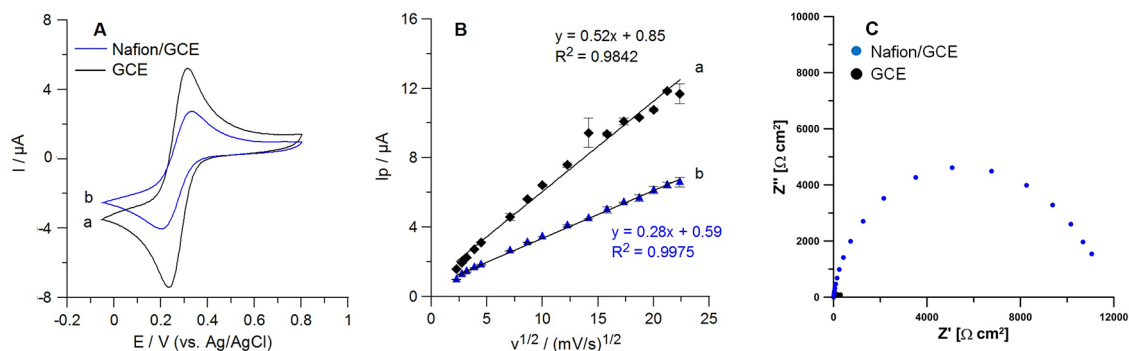 A
Nafion/GCE
GCE
b
a
8
4
0
-4
-8
I / µA
-0.2
0
0.2
0.4
0.6
0.8
1
E / V (vs. Ag/AgCl)
B
y = 0.52x + 0.85
R² = 0.9842
a
b
y = 0.28x + 0.59
R² = 0.9975
16
12
8
4
0
Ip / µA
0
5
10
15
20
25
v^1/2 / (mV/s)^1/2
C
Nafion/GCE
GCE
10000
8000
6000
4000
2000
0
Z'' [Ω cm²]
0
4000
8000
12000
Z' [Ω cm²]